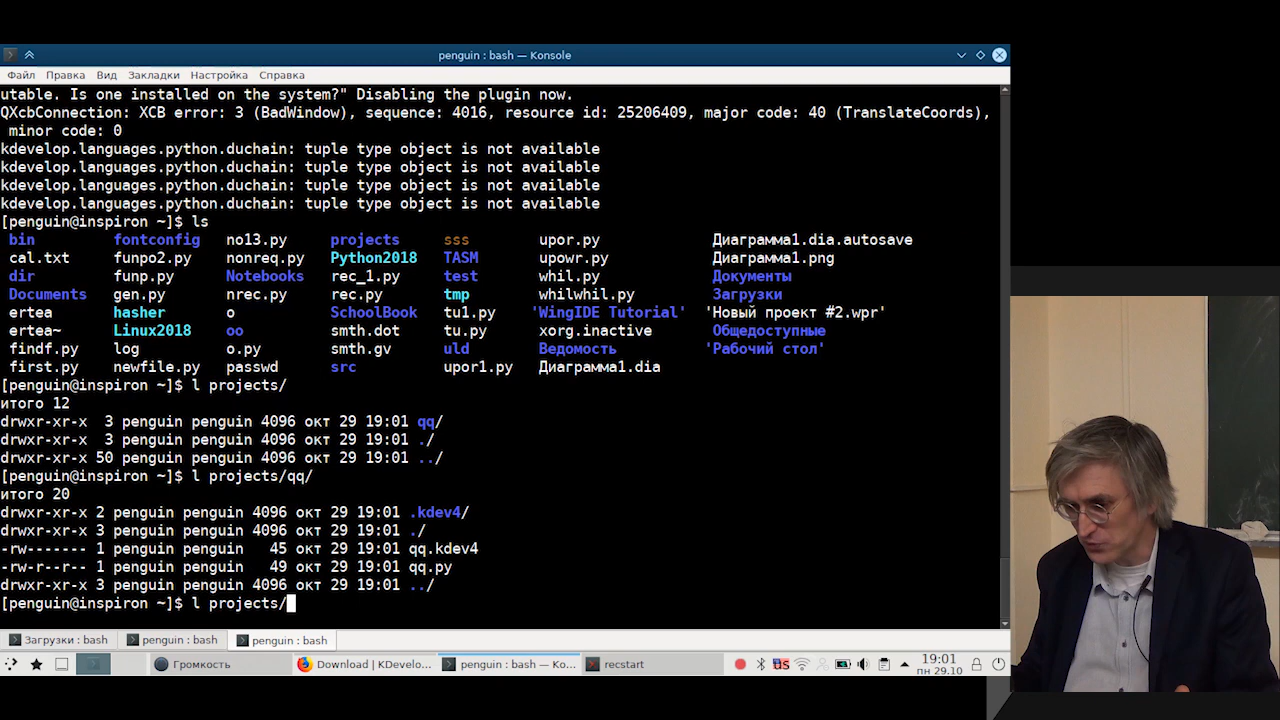 penguin : bash — Konsole
Файл Правка Вид Закладки Настройка Справка
utable. Is one installed on the system?" Disabling the plugin now.
QXcbConnection: XCB error: 3 (BadWindow), sequence: 4016, resource id: 25206409, major code: 40 (TranslateCoords),
minor code: 0
kdevelop.languages.python.duchain: tuple type object is not available
kdevelop.languages.python.duchain: tuple type object is not available
kdevelop.languages.python.duchain: tuple type object is not available
kdevelop.languages.python.duchain: tuple type object is not available
[penguin@inspiron ~]$ ls
bin fontconfig no13.py projects sss upor.py Диаграмма1.dia.autosave
cal.txt funpo2.py nonreq.py Python2018 TASM upowr.py Диаграмма1.png
dir funp.py Notebooks rec_1.py test whil.py Документы
Documents gen.py nrec.py rec.py tmp whilwhil.py Загрузки
ertea hasher o SchoolBook tu1.py 'WingIDE Tutorial' 'Новый проект #2.wpr'
ertea~ Linux2018 oo smth.dot tu.py xorg.inactive Общедоступные
findf.py log o.py smth.gv uld Ведомость 'Рабочий стол'
first.py newfile.py passwd src upor1.py Диаграмма1.dia
[penguin@inspiron ~]$ l projects/
итого 12
drwxr-xr-x 3 penguin penguin 4096 окт 29 19:01 qq/
drwxr-xr-x 3 penguin penguin 4096 окт 29 19:01 ./
drwxr-xr-x 50 penguin penguin 4096 окт 29 19:01 ../
[penguin@inspiron ~]$ l projects/qq/
итого 20
drwxr-xr-x 2 penguin penguin 4096 окт 29 19:01 .kdev4/
drwxr-xr-x 3 penguin penguin 4096 окт 29 19:01 ./
-rw------- 1 penguin penguin 45 окт 29 19:01 qq.kdev4
-rw-r--r-- 1 penguin penguin 49 окт 29 19:01 qq.py
drwxr-xr-x 3 penguin penguin 4096 окт 29 19:01 ../
[penguin@inspiron ~]$ l projects/
Загрузки : bash penguin : bash penguin : bash
Громкость Download | KDevelo... penguin : bash — Ko... recstart US 19:01
пн 29.10